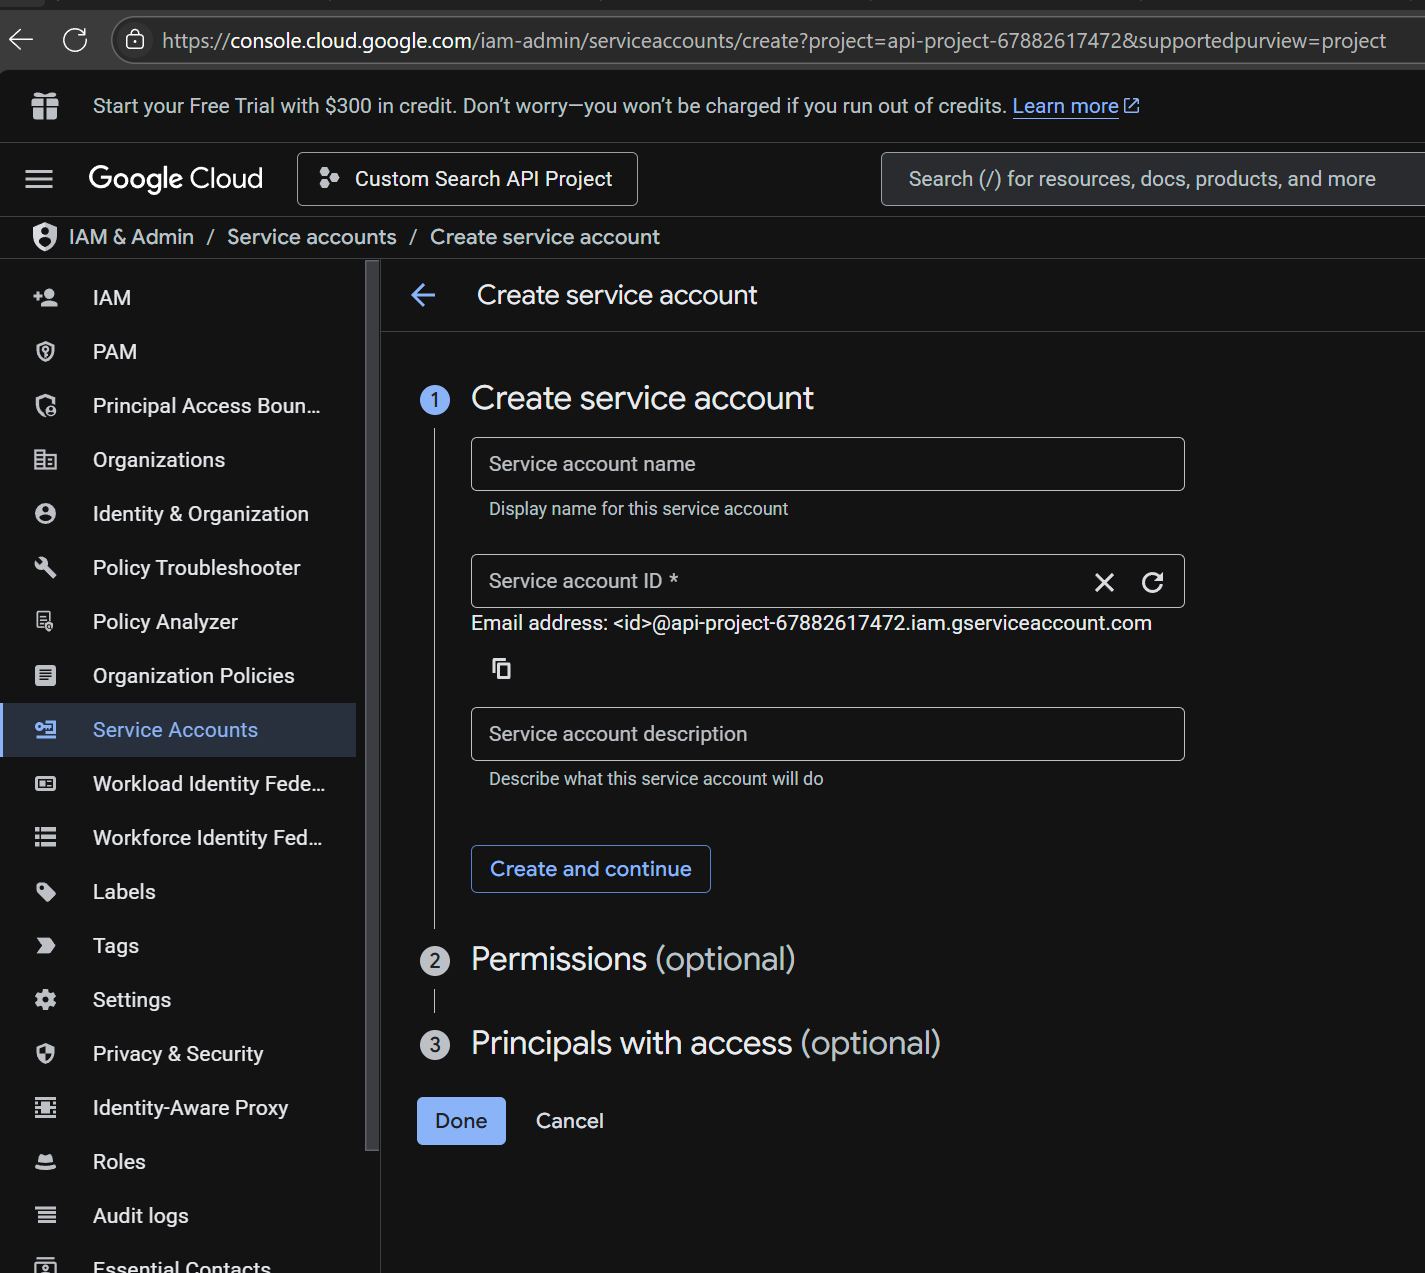 https://console.cloud.google.com/iam-admin/serviceaccounts/create?project=api-project-67882617472&supportedpurview=project
Start your Free Trial with $300 in credit. Don't worry—you won't be charged if you run out of credits. Learn more
Google Cloud
Custom Search API Project
Search (/) for resources, docs, products, and more
IAM & Admin / Service accounts / Create service account
IAM
PAM
Principal Access Boun...
Organizations
Identity & Organization
Policy Troubleshooter
Policy Analyzer
Organization Policies
Service Accounts
Workload Identity Fede...
Workforce Identity Fed...
Labels
Tags
Settings
Privacy & Security
Identity-Aware Proxy
Roles
Audit logs
Essential Contacts
Create service account
1 Create service account
Service account name
Display name for this service account
Service account ID *
Email address: <id>@api-project-67882617472.iam.gserviceaccount.com
Service account description
Describe what this service account will do
Create and continue
2 Permissions (optional)
3 Principals with access (optional)
Done
Cancel